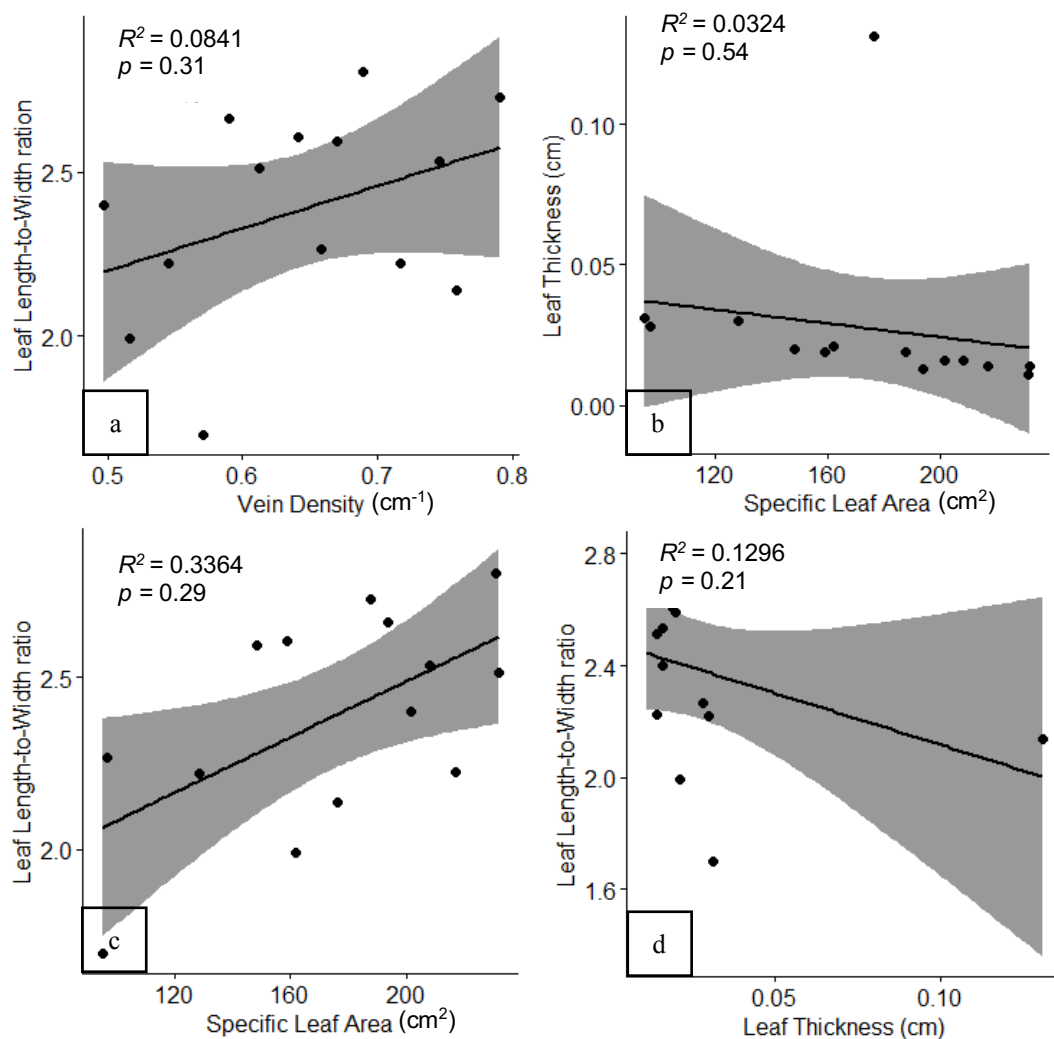 R² = 0.0841
p = 0.31
Leaf Length-to-Width ration
2.5
2.0
a
0.5 0.6 0.7 0.8
Vein Density (cm⁻¹)
R² = 0.0324
p = 0.54
Leaf Thickness (cm)
0.10
0.05
0.00
b
120 160 200
Specific Leaf Area (cm²)
R² = 0.3364
p = 0.29
Leaf Length-to-Width ratio
2.5
2.0
c
120 160 200
Specific Leaf Area (cm²)
R² = 0.1296
p = 0.21
Leaf Length-to-Width ratio
2.8
2.4
2.0
1.6
d
0.05 0.10
Leaf Thickness (cm)